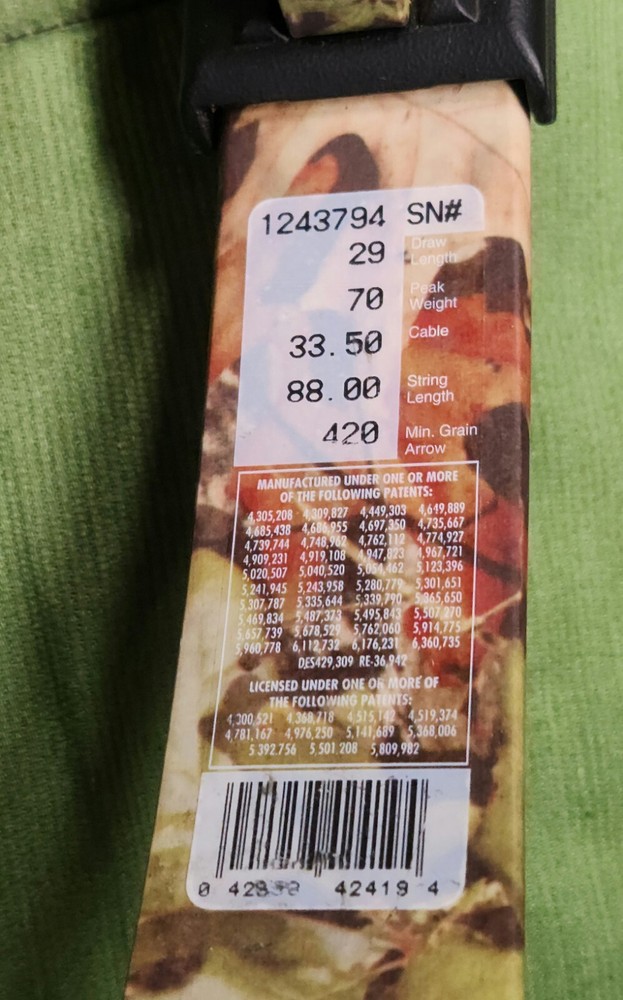 1243794 SN#
29 Draw Length
70 Peak Weight
33.50 Cable
88.00 String Length
420 Min. Grain Arrow
MANUFACTURED UNDER ONE OR MORE
OF THE FOLLOWING PATENTS:
4,305,208 4,309,827 4,449,303 4,649,889
4,685,438 4,686,955 4,697,350 4,735,667
4,739,744 4,748,962 4,762,112 4,774,927
4,909,231 4,919,108 4,947,823 4,967,721
5,020,507 5,040,520 5,054,462 5,123,396
5,241,945 5,243,958 5,280,779 5,301,651
5,307,787 5,335,644 5,339,790 5,365,650
5,469,834 5,487,373 5,495,843 5,507,270
5,657,739 5,678,529 5,762,060 5,914,775
5,960,778 6,112,732 6,176,231 6,360,735
DES429,309 RE-36,942
LICENSED UNDER ONE OR MORE OF
THE FOLLOWING PATENTS:
4,300,521 4,368,718 4,515,142 4,519,374
4,781,167 4,976,250 5,141,689 5,368,006
5 392.756 5,501 208 5,809,982
0 42419 4